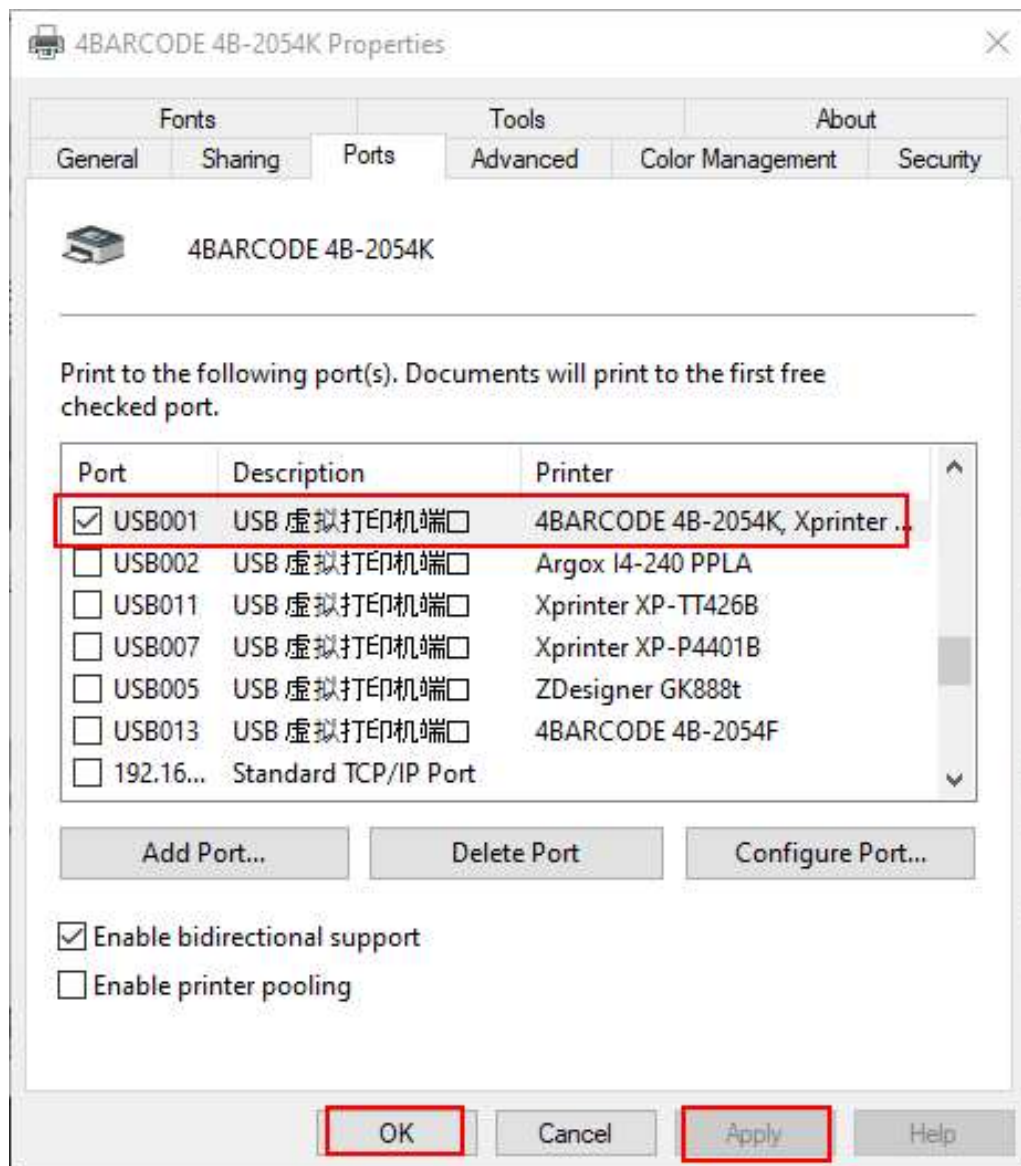 4BARCODE 4B-2054K Properties
Fonts Tools About
General Sharing Ports Advanced Color Management Security
4BARCODE 4B-2054K
Print to the following port(s). Documents will print to the first free
checked port.
Port Description Printer
USB001 USB 虚拟打印机端口 4BARCODE 4B-2054K, Xprinter ...
USB002 USB 虚拟打印机端口 Argox I4-240 PPLA
USB011 USB 虚拟打印机端口 Xprinter XP-TT426B
USB007 USB 虚拟打印机端口 Xprinter XP-P4401B
USB005 USB 虚拟打印机端口 ZDesigner GK888t
USB013 USB 虚拟打印机端口 4BARCODE 4B-2054F
192.16... Standard TCP/IP Port
Add Port... Delete Port Configure Port...
Enable bidirectional support
Enable printer pooling
OK Cancel Apply Help